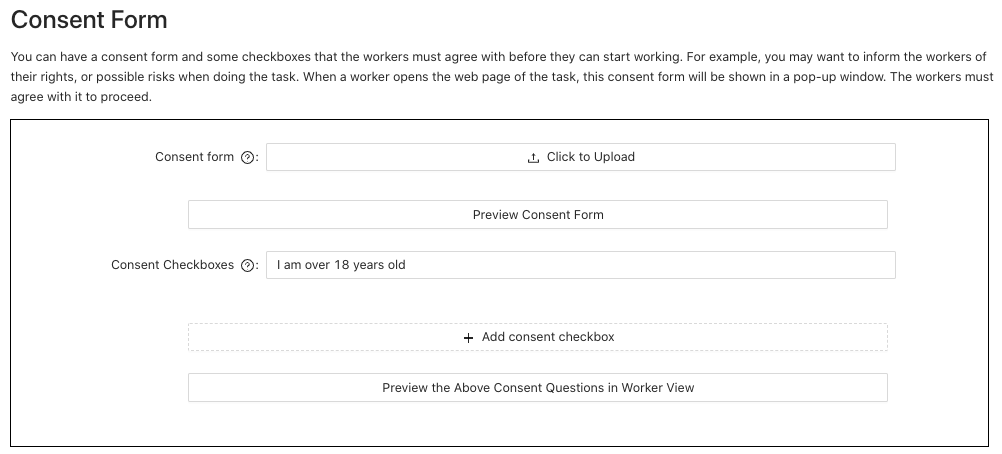 Consent Form
You can have a consent form and some checkboxes that the workers must agree with before they can start working. For example, you may want to inform the workers of
their rights, or possible risks when doing the task. When a worker opens the web page of the task, this consent form will be shown in a pop-up window. The workers must
agree with it to proceed.
Consent form ?: Click to Upload
Preview Consent Form
Consent Checkboxes ?: I am over 18 years old
+ Add consent checkbox
Preview the Above Consent Questions in Worker View